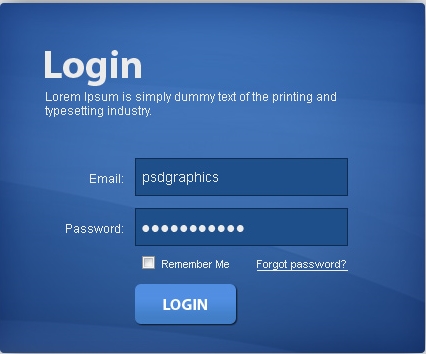 Login
Lorem Ipsum is simply dummy text of the printing and
typesetting industry.
Email: psdgraphics
Password: ●●●●●●●●●●●
Remember Me Forgot password?
LOGIN